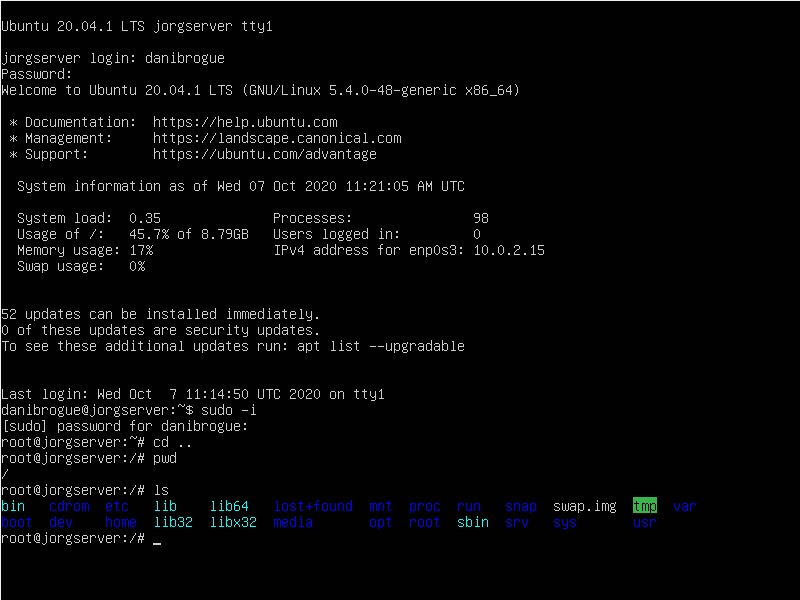 Ubuntu 20.04.1 LTS jorgserver tty1
jorgserver login: danibrogue
Password:
Welcome to Ubuntu 20.04.1 LTS (GNU/Linux 5.4.0-48-generic x86_64)
* Documentation:  https://help.ubuntu.com
* Management:     https://landscape.canonical.com
* Support:        https://ubuntu.com/advantage
System information as of Wed 07 Oct 2020 11:21:05 AM UTC
System load:  0.35              Processes:               98
Usage of /:   45.7% of 8.79GB   Users logged in:         0
Memory usage: 17%               IPv4 address for enp0s3: 10.0.2.15
Swap usage:   0%
52 updates can be installed immediately.
0 of these updates are security updates.
To see these additional updates run: apt list --upgradable
Last login: Wed Oct  7 11:14:50 UTC 2020 on tty1
danibrogue@jorgserver:~$ sudo -i
[sudo] password for danibrogue:
root@jorgserver:~# cd ..
root@jorgserver:/# pwd
/
root@jorgserver:/# ls
bin   cdrom  etc   lib    lib64   lost+found  mnt  proc  run   snap  swap.img  tmp  var
boot  dev    home  lib32  libx32  media       opt  root  sbin  srv   sys       usr
root@jorgserver:/# _